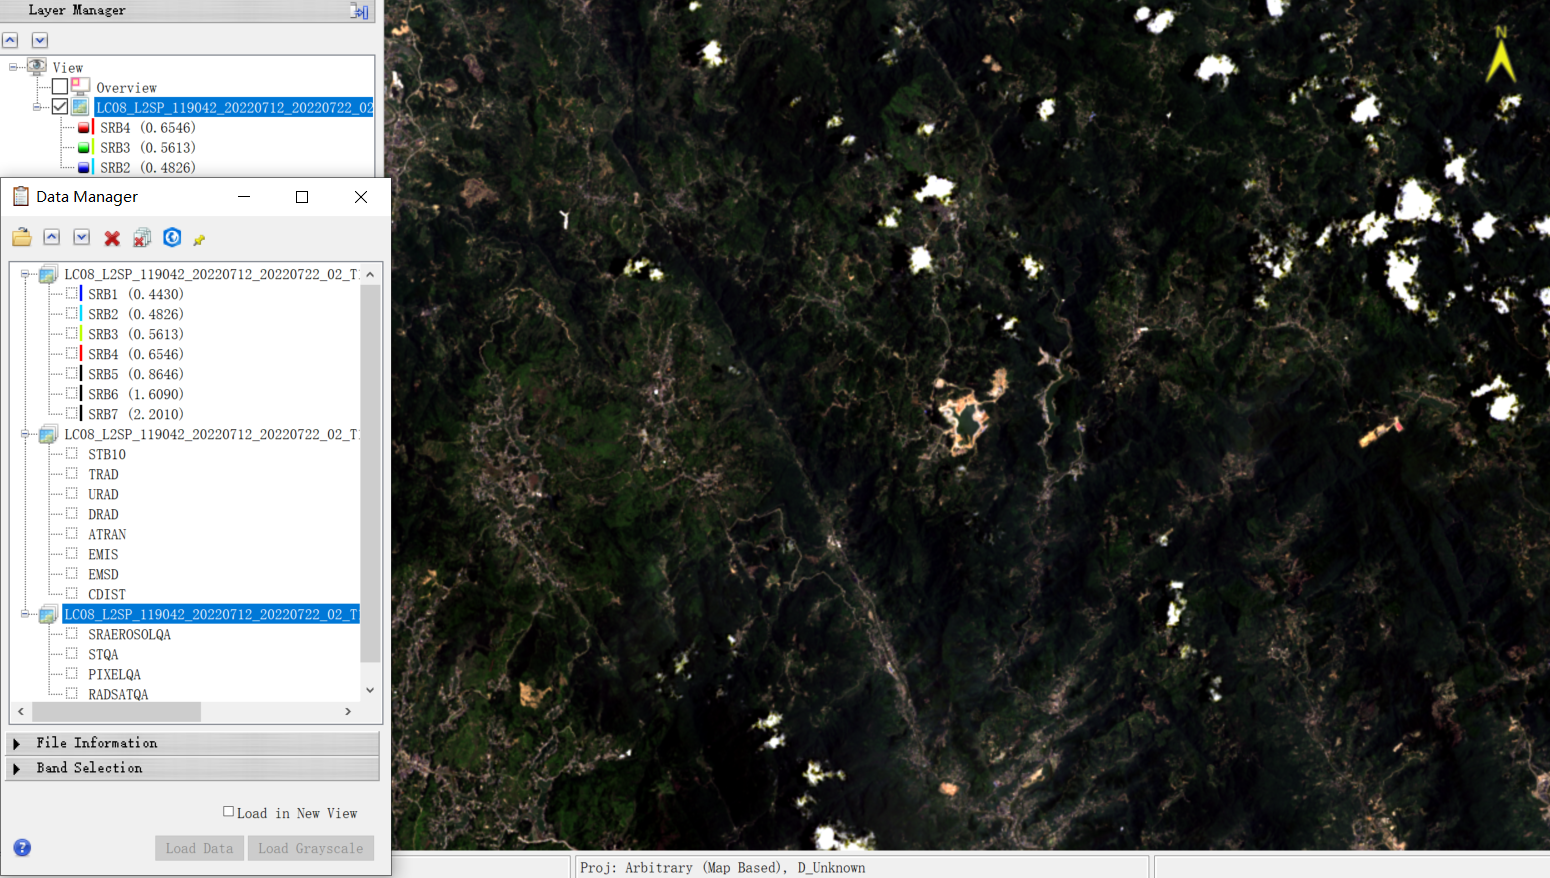 Layer Manager
View
Overview
LC08_L2SP_119042_20220712_20220722_02
SRB4 (0.6546)
SRB3 (0.5613)
SRB2 (0.4826)
Data Manager
LC08_L2SP_119042_20220712_20220722_02_T
SRB1 (0.4430)
SRB2 (0.4826)
SRB3 (0.5613)
SRB4 (0.6546)
SRB5 (0.8646)
SRB6 (1.6090)
SRB7 (2.2010)
LC08_L2SP_119042_20220712_20220722_02_T
STB10
TRAD
URAD
DRAD
ATRAN
EMIS
EMSD
CDIST
LC08_L2SP_119042_20220712_20220722_02_T
SRAEROSOLQA
STQA
PIXELQA
RADSATQA
File Information
Band Selection
Load in New View
Load Data
Load Grayscale
N
Proj: Arbitrary (Map Based), D_Unknown